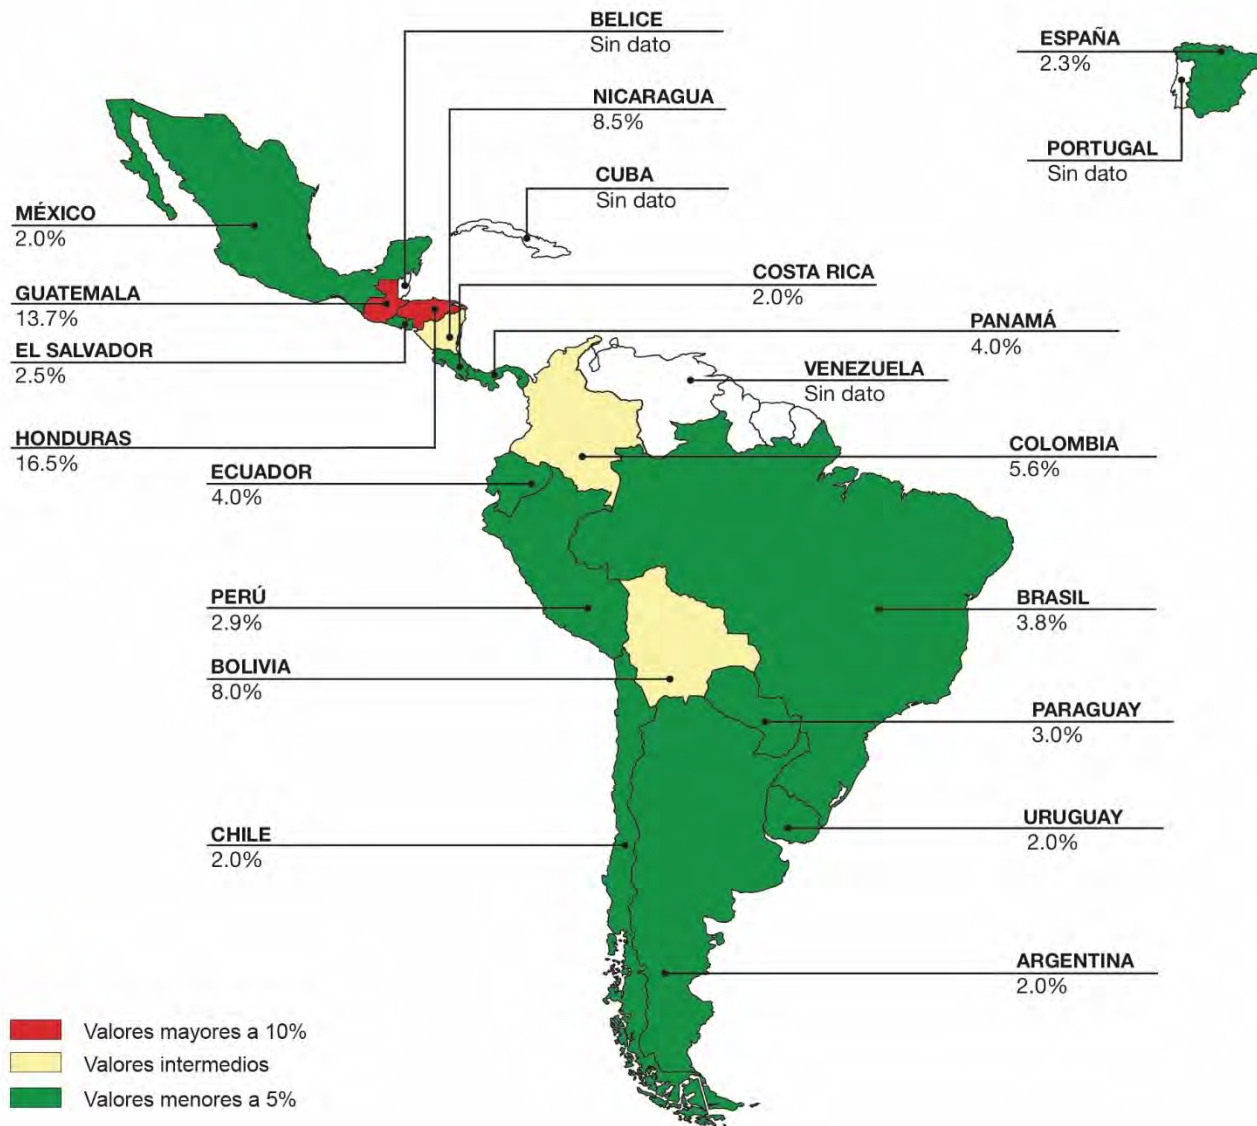 BELICE
Sin dato
ESPAÑA
2.3%
NICARAGUA
8.5%
PORTUGAL
Sin dato
CUBA
Sin dato
MÉXICO
2.0%
COSTA RICA
2.0%
GUATEMALA
13.7%
PANAMÁ
4.0%
EL SALVADOR
2.5%
VENEZUELA
Sin dato
HONDURAS
16.5%
COLOMBIA
5.6%
ECUADOR
4.0%
PERÚ
2.9%
BRASIL
3.8%
BOLIVIA
8.0%
PARAGUAY
3.0%
CHILE
2.0%
URUGUAY
2.0%
ARGENTINA
2.0%
Valores mayores a 10%
Valores intermedios
Valores menores a 5%